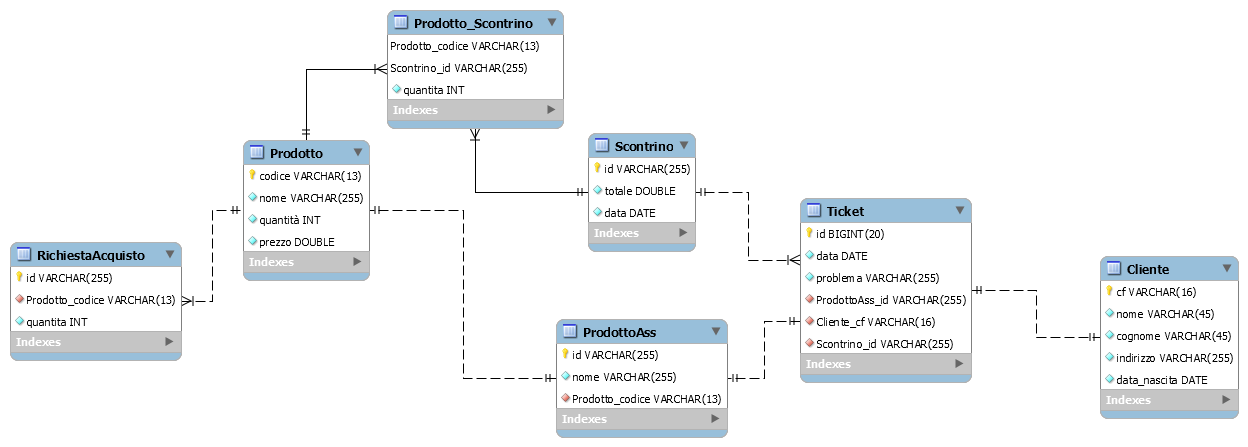 Prodotto_Scontrino
Prodotto_codice VARCHAR(13)
Scontrino_id VARCHAR(255)
quantita INT
Indexes
Prodotto
codice VARCHAR(13)
nome VARCHAR(255)
quantità INT
prezzo DOUBLE
Indexes
Scontrino
id VARCHAR(255)
totale DOUBLE
data DATE
Indexes
RichiestaAcquisto
id VARCHAR(255)
Prodotto_codice VARCHAR(13)
quantita INT
Indexes
ProdottoAss
id VARCHAR(255)
nome VARCHAR(255)
Prodotto_codice VARCHAR(13)
Indexes
Ticket
id BIGINT(20)
data DATE
problema VARCHAR(255)
ProdottoAss_id VARCHAR(255)
Cliente_cf VARCHAR(16)
Scontrino_id VARCHAR(255)
Indexes
Cliente
cf VARCHAR(16)
nome VARCHAR(45)
cognome VARCHAR(45)
indirizzo VARCHAR(255)
data_nascita DATE
Indexes